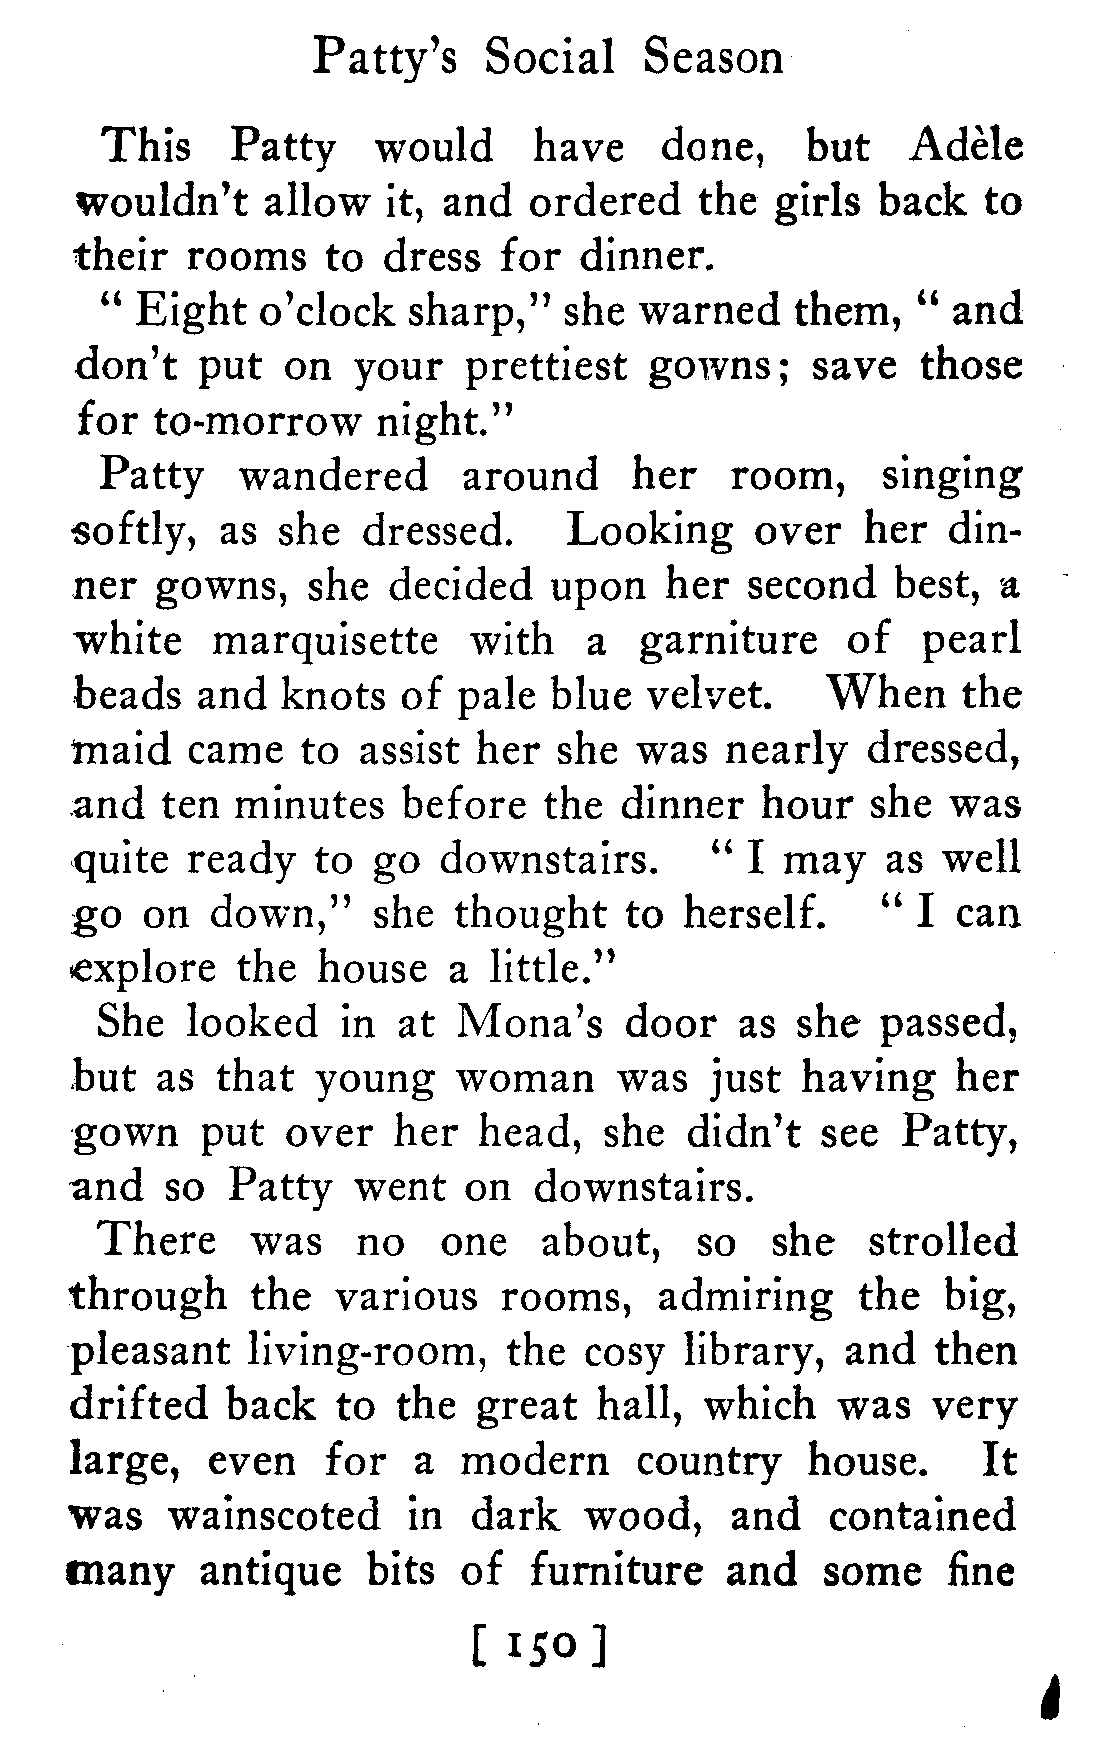 Patty's Social Season
This Patty would have done, but Adèle
wouldn't allow it, and ordered the girls back to
their rooms to dress for dinner.
" Eight o'clock sharp," she warned them, " and
don't put on your prettiest gowns; save those
for to-morrow night."
Patty wandered around her room, singing
softly, as she dressed. Looking over her din-
ner gowns, she decided upon her second best, a
white marquisette with a garniture of pearl
beads and knots of pale blue velvet. When the
maid came to assist her she was nearly dressed,
and ten minutes before the dinner hour she was
quite ready to go downstairs. " I may as well
go on down," she thought to herself. " I can
explore the house a little."
She looked in at Mona's door as she passed,
but as that young woman was just having her
gown put over her head, she didn't see Patty,
and so Patty went on downstairs.
There was no one about, so she strolled
through the various rooms, admiring the big,
pleasant living-room, the cosy library, and then
drifted back to the great hall, which was very
large, even for a modern country house. It
was wainscoted in dark wood, and contained
many antique bits of furniture and some fine
[ 150 ]